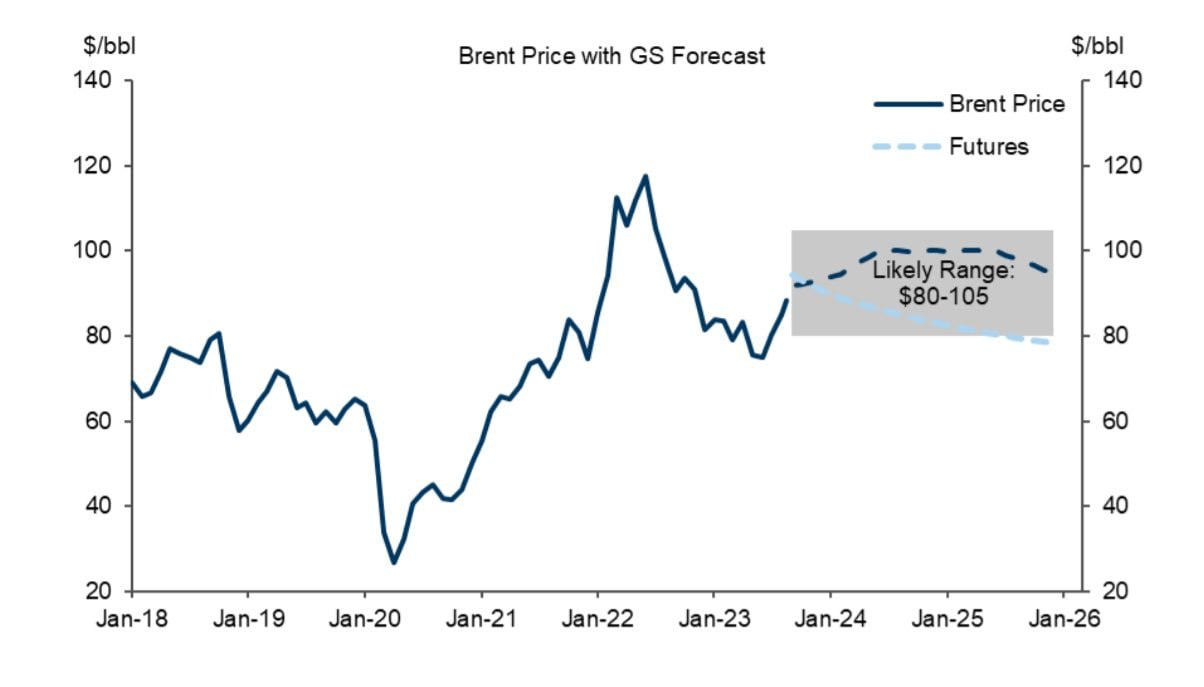 $/bbl
Brent Price with GS Forecast
$/bbl
140
140
Brent Price
Futures
120
120
100
100
Likely Range:
$80-105
80
80
60
60
40
40
20
20
Jan-18
Jan-19
Jan-20
Jan-21
Jan-22
Jan-23
Jan-24
Jan-25
Jan-26